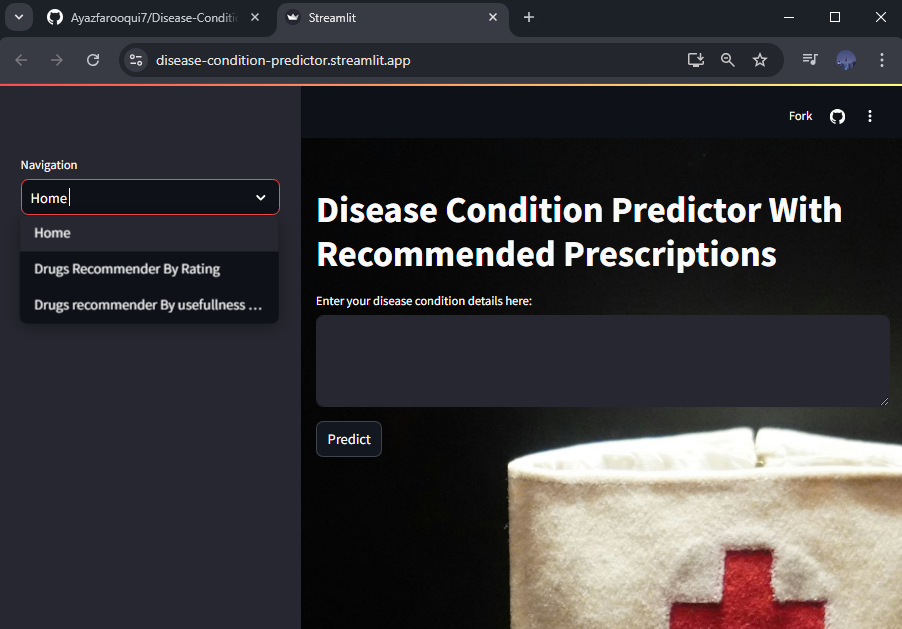 Ayazfarooqui7/Disease-Conditi
Streamlit
disease-condition-predictor.streamlit.app
Fork
Navigation
Home
Home
Drugs Recommender By Rating
Drugs recommender By usefullness ...
Disease Condition Predictor With
Recommended Prescriptions
Enter your disease condition details here:
Predict